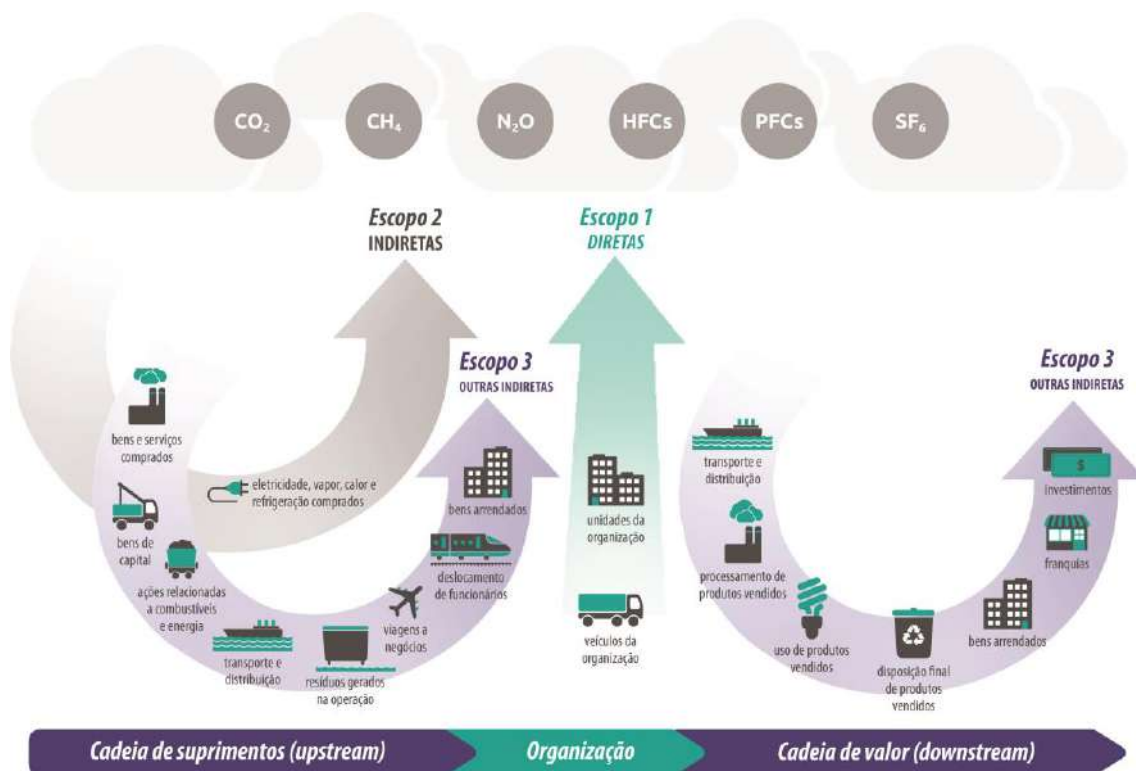 CO₂
CH₄
N₂O
HFCs
PFCs
SF₆
Escopo 2
INDIRETAS
Escopo 1
DIRETAS
Escopo 3
OUTRAS INDIRETAS
Escopo 3
OUTRAS INDIRETAS
bens e serviços
comprados
eletricidade, vapor, calor e
refrigeração comprados
bens de
capital
ações relacionadas
a combustíveis
e energia
transporte e
distribuição
resíduos gerados
na operação
viagens a
negócios
deslocamento
de funcionários
bens arrendados
unidades da
organização
veículos da
organização
transporte e
distribuição
processamento de
produtos vendidos
uso de produtos
vendidos
disposição final
de produtos
vendidos
bens arrendados
franquias
investimentos
$
Cadeia de suprimentos (upstream)
Organização
Cadeia de valor (downstream)